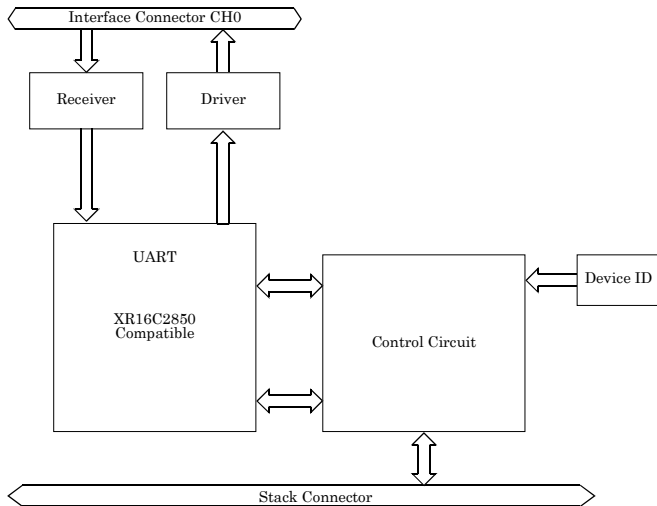 Interface Connector CH0
Receiver
Driver
UART
XR16C2850
Compatible
Device ID
Control Circuit
Stack Connector